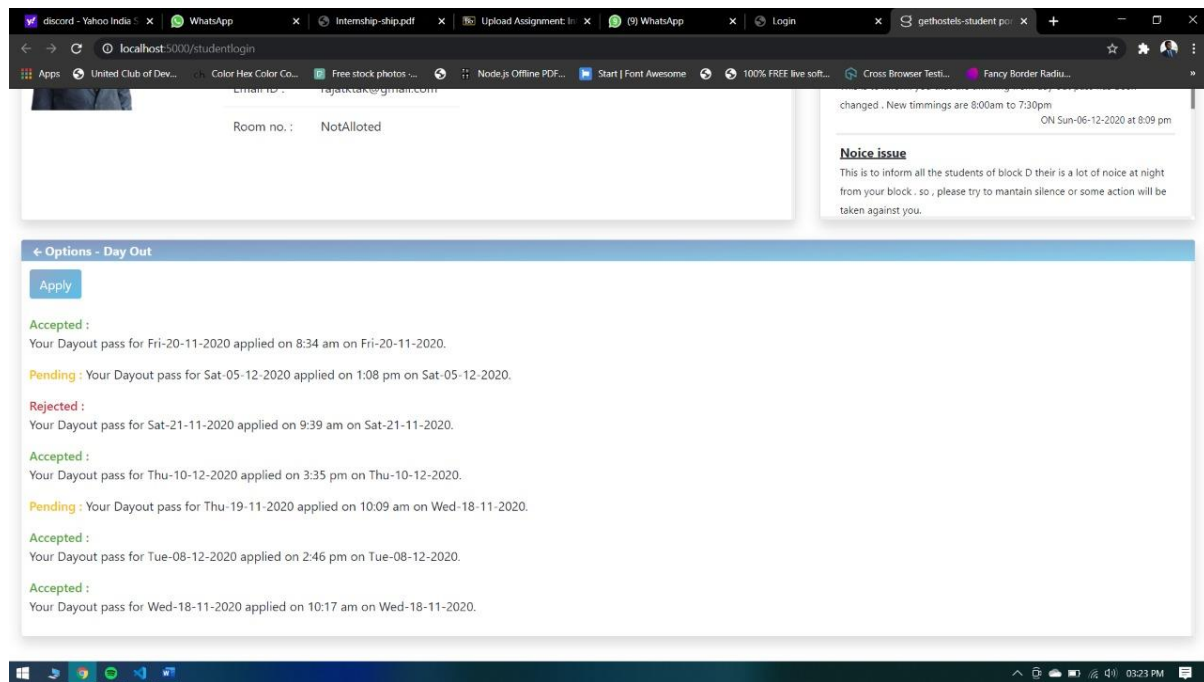 discord - Yahoo India S
WhatsApp
Internship-ship.pdf
Upload Assignment: In
(9) WhatsApp
Login
gethostels-student por
localhost:5000/studentlogin
Apps
United Club of Dev...
Color Hex Color Co...
Free stock photos ·...
Node.js Offline PDF...
Start | Font Awesome
100% FREE live soft...
Cross Browser Testi...
Fancy Border Radiu...
»
Email ID :
rajatktak@gmail.com
Room no. :
NotAlloted
changed . New timmings are 8:00am to 7:30pm
ON Sun-06-12-2020 at 8:09 pm
Noice issue
This is to inform all the students of block D their is a lot of noice at night
from your block . so , please try to mantain silence or some action will be
taken against you.
← Options - Day Out
Apply
Accepted :
Your Dayout pass for Fri-20-11-2020 applied on 8:34 am on Fri-20-11-2020.
Pending : Your Dayout pass for Sat-05-12-2020 applied on 1:08 pm on Sat-05-12-2020.
Rejected :
Your Dayout pass for Sat-21-11-2020 applied on 9:39 am on Sat-21-11-2020.
Accepted :
Your Dayout pass for Thu-10-12-2020 applied on 3:35 pm on Thu-10-12-2020.
Pending : Your Dayout pass for Thu-19-11-2020 applied on 10:09 am on Wed-18-11-2020.
Accepted :
Your Dayout pass for Tue-08-12-2020 applied on 2:46 pm on Tue-08-12-2020.
Accepted :
Your Dayout pass for Wed-18-11-2020 applied on 10:17 am on Wed-18-11-2020.
03:23 PM